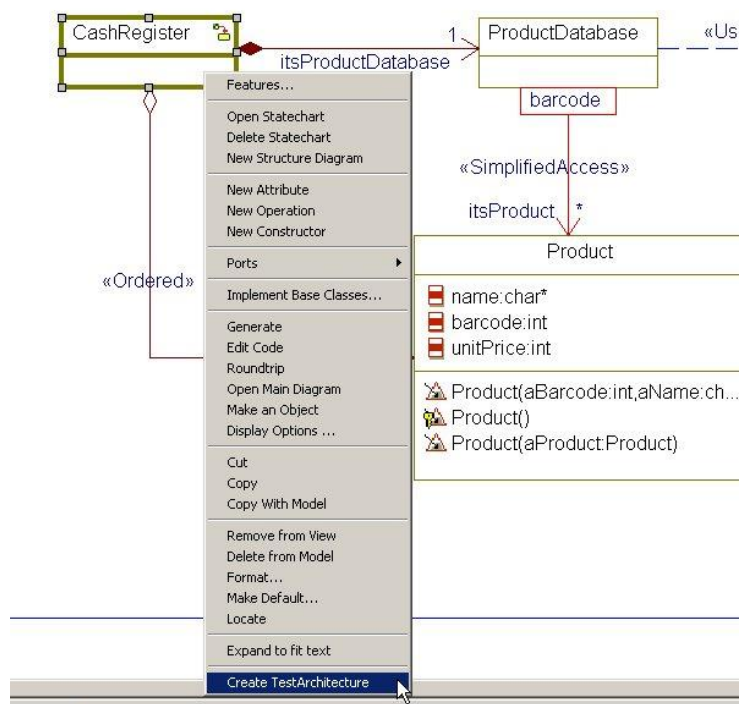 CashRegister
ProductDatabase
«Us
1
itsProductDatabase
barcode
«SimplifiedAccess»
itsProduct
*
Product
name:char*
barcode:int
unitPrice:int
Product(aBarcode:int,aName:ch...
Product()
Product(aProduct:Product)
«Ordered»
Features...
Open Statechart
Delete Statechart
New Structure Diagram
New Attribute
New Operation
New Constructor
Ports
Implement Base Classes...
Generate
Edit Code
Roundtrip
Open Main Diagram
Make an Object
Display Options ...
Cut
Copy
Copy With Model
Remove from View
Delete from Model
Format...
Make Default...
Locate
Expand to fit text
Create TestArchitecture